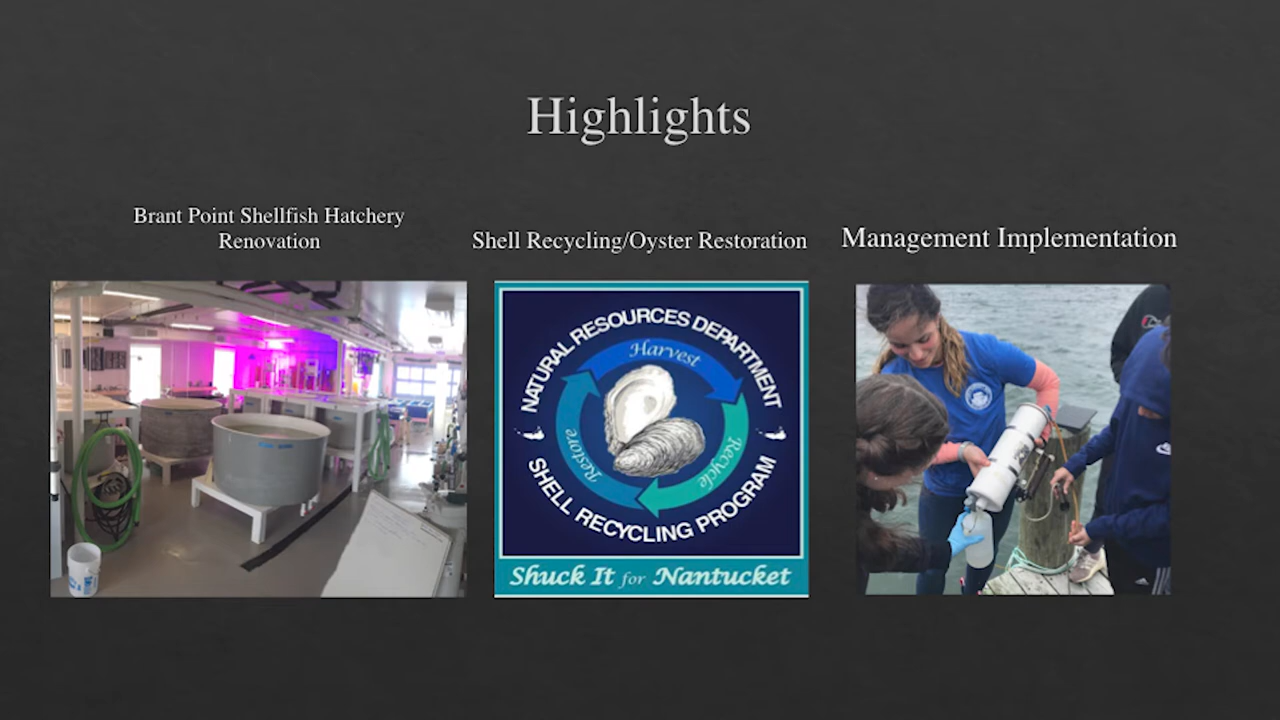 Highlights
Brant Point Shellfish Hatchery
Renovation
Shell Recycling/Oyster Restoration
Management Implementation
NATURAL RESOURCES DEPARTMENT
Harvest
Recycle
Restore
SHELL RECYCLING PROGRAM
Shuck It for Nantucket